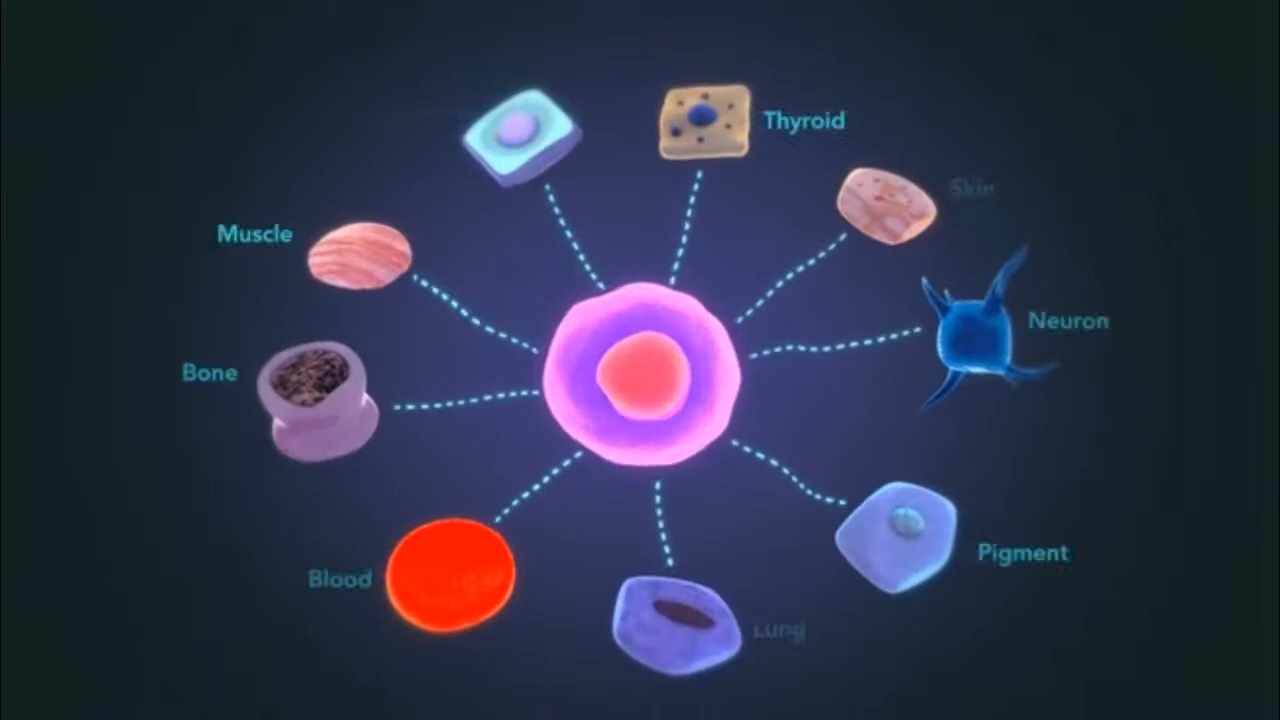 Thyroid
Skin
Muscle
Neuron
Bone
Pigment
Blood
Lung